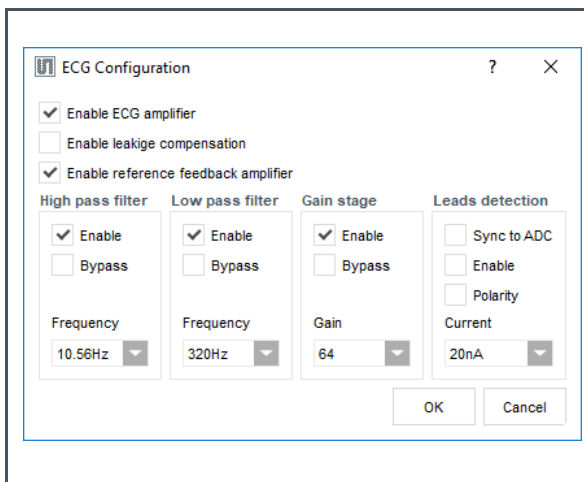 ECG Configuration ?
Enable ECG amplifier
Enable leakige compensation
Enable reference feedback amplifier
High pass filter Low pass filter Gain stage Leads detection
Enable Enable Enable Sync to ADC
Bypass Bypass Bypass Enable
Polarity
Frequency Frequency Gain Current
10.56Hz 320Hz 64 20nA
OK Cancel